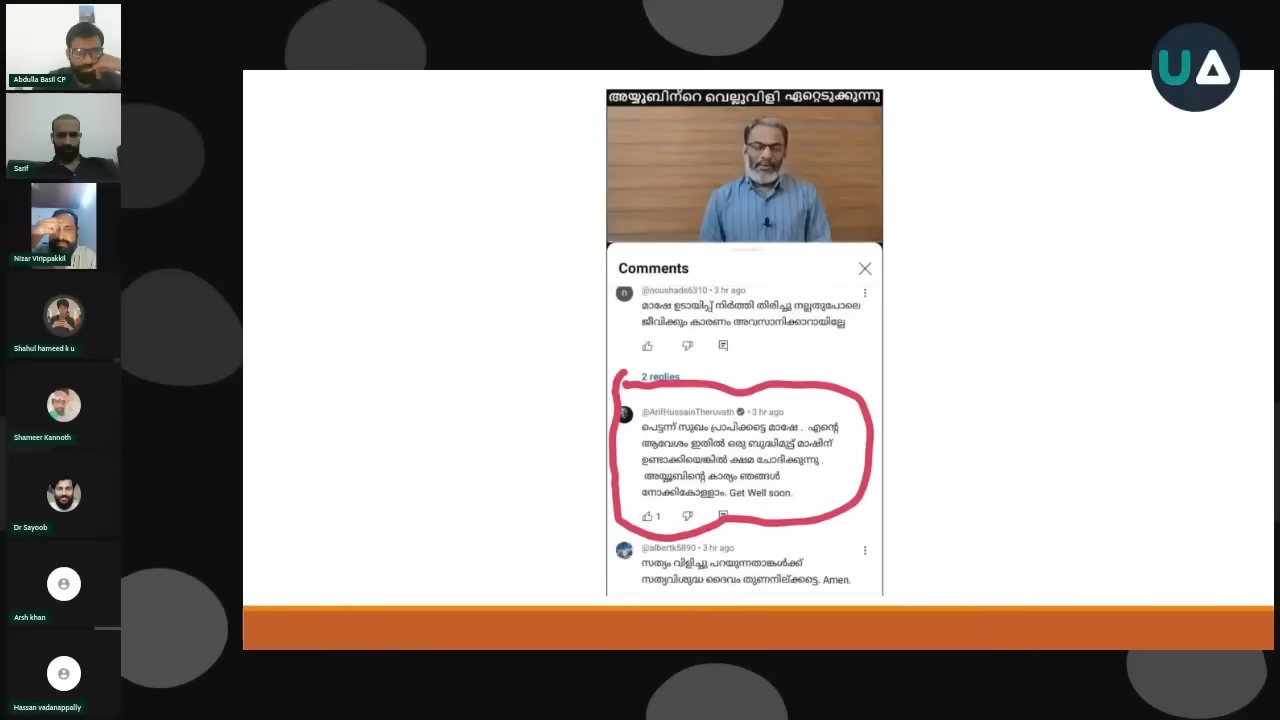 Abdulla Basil CP
Sarif
Nizar Virippakkil
Shahul hameed k u
Shameer Kannoth
Dr Sayoob
Arsh khan
Hassan vadanappally
UA
അയ്യൂബിന്റെ വെല്ലുവിളി ഏറ്റെടുക്കുന്നു
Comments
n
@noushads6310 • 3 hr ago
മാഷേ ഉടായിപ്പ് നിർത്തി തിരിച്ചു നല്ലതുപോലെ
ജീവിക്കും കാരണം അവസാനിക്കാറായില്ലേ
2 replies
@ArifHussainTheruvath • 3 hr ago
പെട്ടന്ന് സുഖം പ്രാപിക്കട്ടെ മാഷേ . എന്റെ
ആവേശം ഇതിൽ ഒരു ബുദ്ധിമുട്ട് മാഷിന്
ഉണ്ടാക്കിയെങ്കിൽ ക്ഷമ ചോദിക്കുന്നു .
അയ്യൂബിന്റെ കാര്യം ഞങ്ങൾ
നോക്കികോള്ളാം. Get Well soon.
1
@albertk5890 • 3 hr ago
സത്യം വിളിച്ചു പറയുന്നതാങ്കൾക്ക്
സത്യവിശുദ്ധ ദൈവം തുണനില്ക്കട്ടെ. Amen.